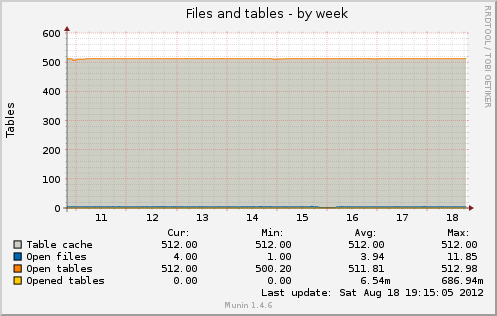 Files and tables - by week
RRDTOOL / TOBI OETIKER
Tables
600
500
400
300
200
100
0
11 12 13 14 15 16 17 18
Cur: Min: Avg: Max:
Table cache 512.00 512.00 512.00 512.00
Open files 4.00 1.00 3.94 11.85
Open tables 512.00 500.20 511.81 512.98
Opened tables 0.00 0.00 6.54m 686.94m
Last update: Sat Aug 18 19:15:05 2012
Munin 1.4.6